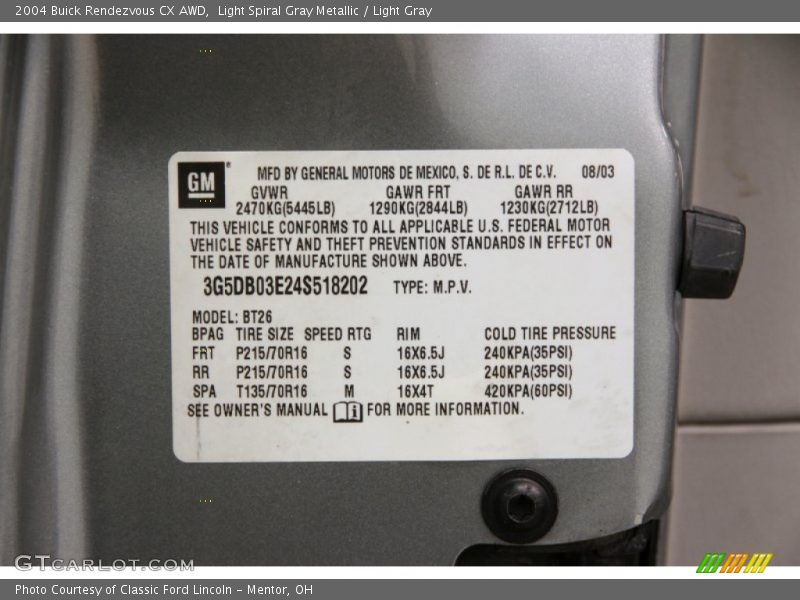 2004 Buick Rendezvous CX AWD,  Light Spiral Gray Metallic / Light Gray
GM
MFD BY GENERAL MOTORS DE MEXICO, S. DE R.L. DE C.V. 08/03
GVWR GAWR FRT GAWR RR
2470KG(5445LB) 1290KG(2844LB) 1230KG(2712LB)
THIS VEHICLE CONFORMS TO ALL APPLICABLE U.S. FEDERAL MOTOR
VEHICLE SAFETY AND THEFT PREVENTION STANDARDS IN EFFECT ON
THE DATE OF MANUFACTURE SHOWN ABOVE.
3G5DB03E24S518202 TYPE: M.P.V.
MODEL: BT26
BPAG TIRE SIZE SPEED RTG RIM COLD TIRE PRESSURE
FRT P215/70R16 S 16X6.5J 240KPA(35PSI)
RR P215/70R16 S 16X6.5J 240KPA(35PSI)
SPA T135/70R16 M 16X4T 420KPA(60PSI)
SEE OWNER'S MANUAL i FOR MORE INFORMATION.
GTCARLOT.COM
Photo Courtesy of Classic Ford Lincoln – Mentor, OH